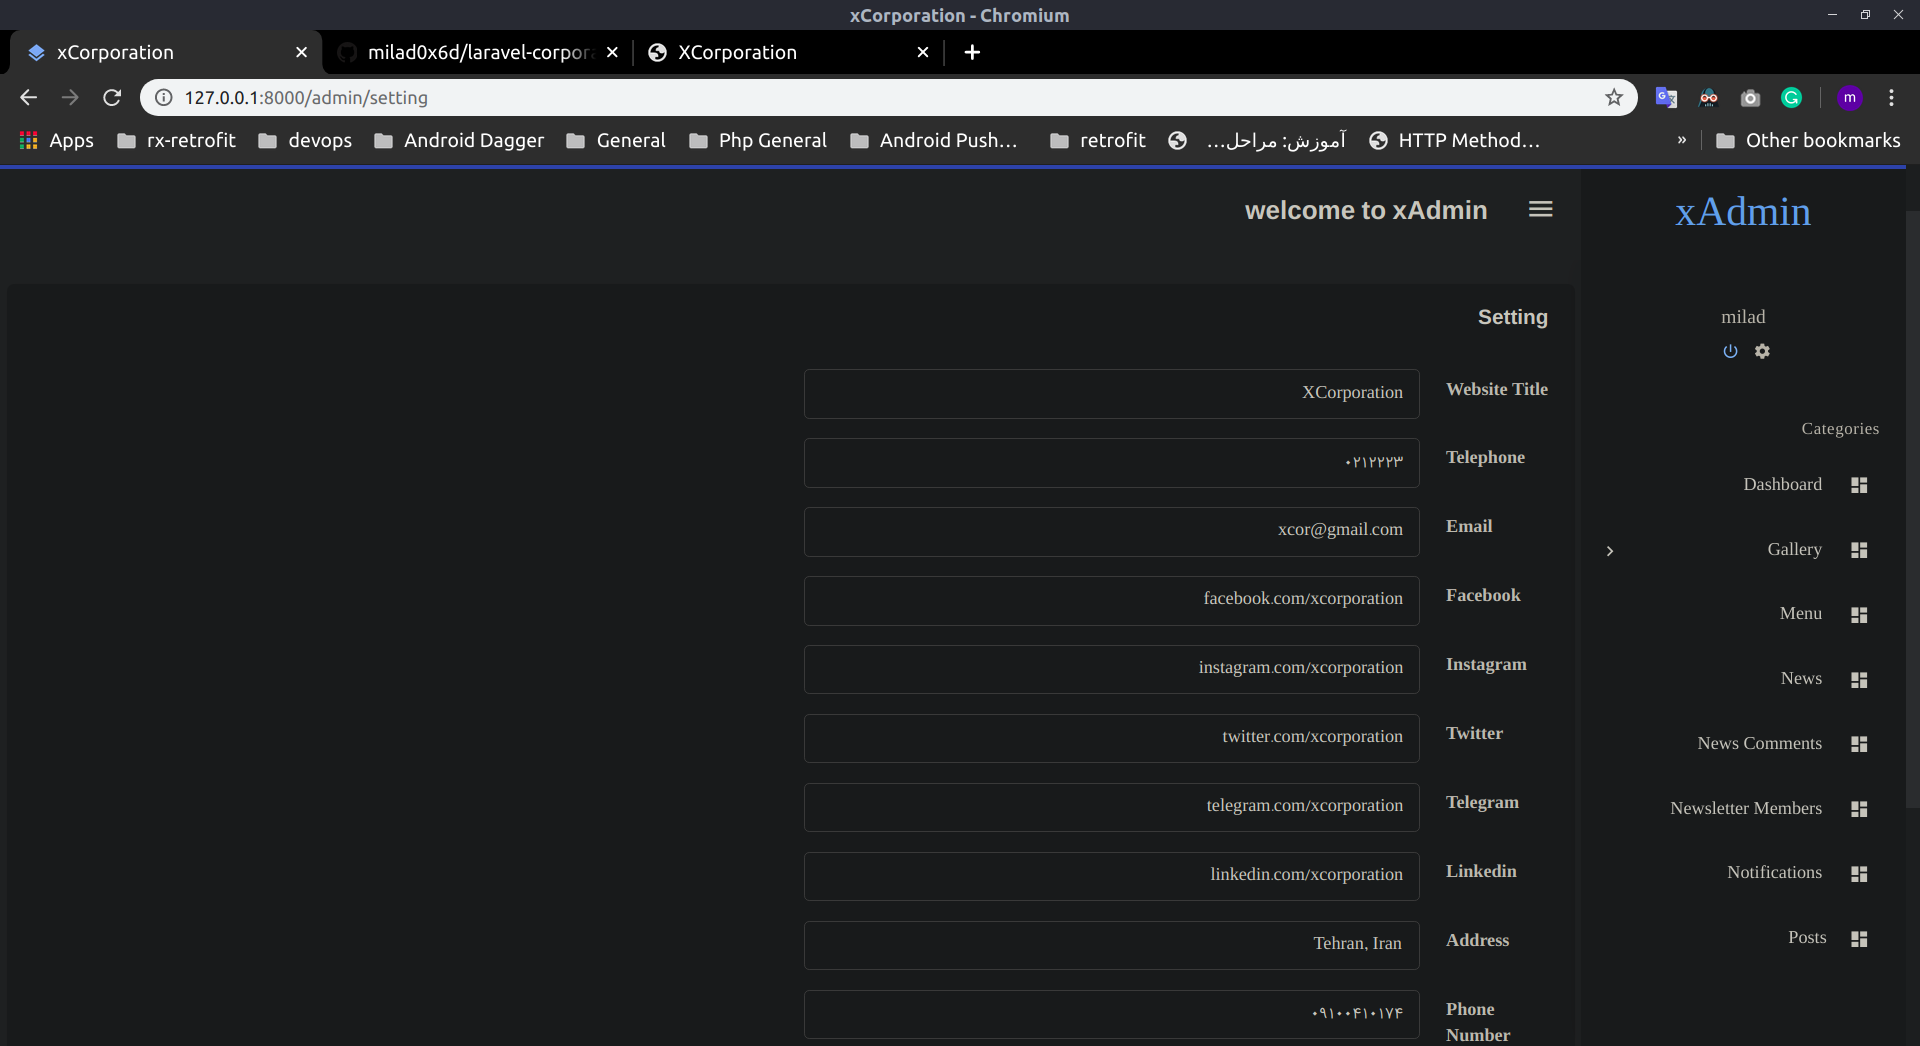 xCorporation - Chromium
xCorporation
milad0x6d/laravel-corpor
XCorporation
127.0.0.1:8000/admin/setting
m
Apps
rx-retrofit
devops
Android Dagger
General
Php General
Android Push…
retrofit
آموزش: مراحل…
HTTP Method…
»
Other bookmarks
welcome to xAdmin
xAdmin
milad
Categories
Dashboard
Gallery
Menu
News
News Comments
Newsletter Members
Notifications
Posts
Setting
Website Title
XCorporation
Telephone
۰۲۱۲۲۲۳
Email
xcor@gmail.com
Facebook
facebook.com/xcorporation
Instagram
instagram.com/xcorporation
Twitter
twitter.com/xcorporation
Telegram
telegram.com/xcorporation
Linkedin
linkedin.com/xcorporation
Address
Tehran, Iran
Phone
Number
۰۹۱۰۰۴۱۰۱۷۴